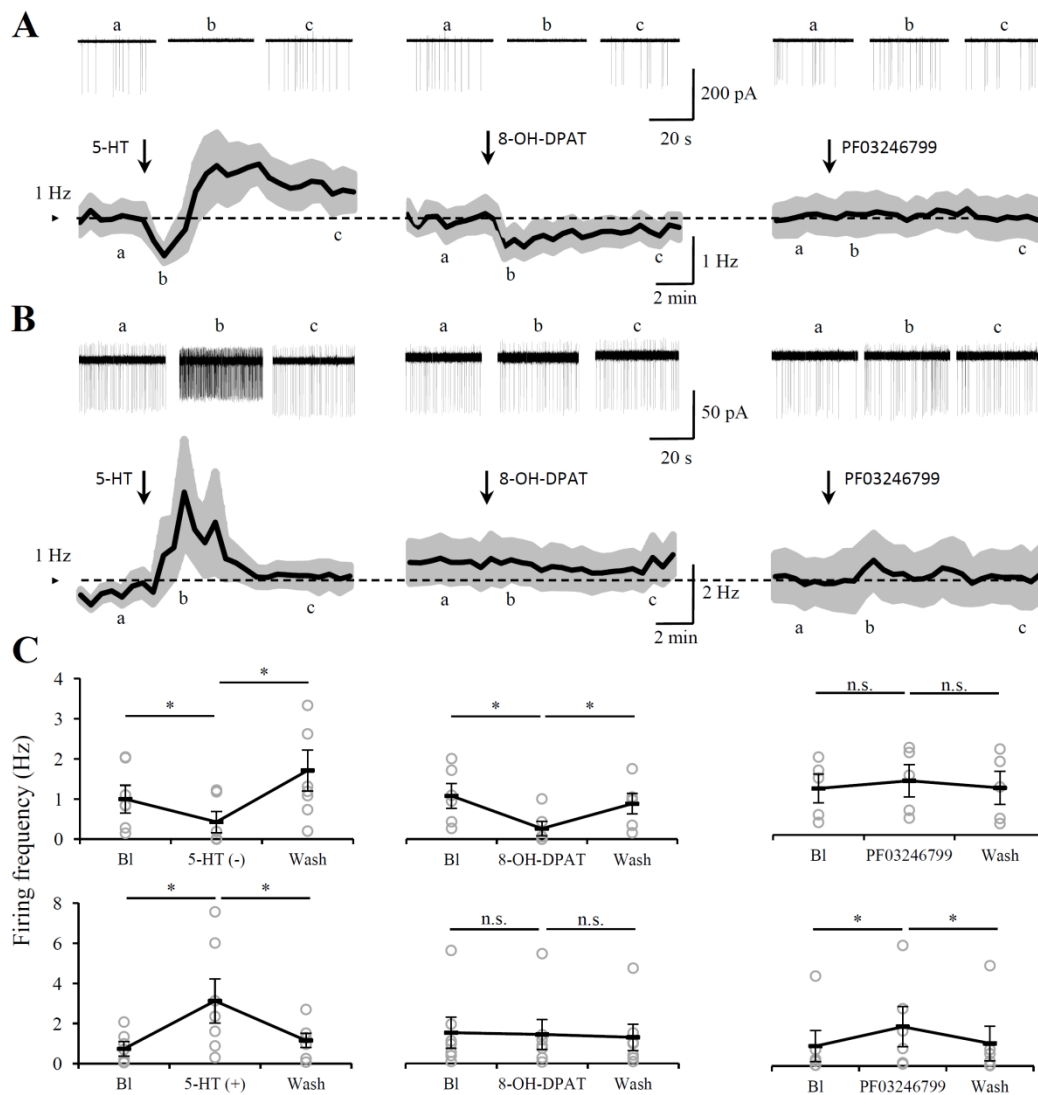 A
a b c a b c a b c
200 pA
20 s
5-HT 8-OH-DPAT PF03246799
1 Hz
a b c a b c a b c
1 Hz
2 min
B
a b c a b c a b c
50 pA
20 s
5-HT 8-OH-DPAT PF03246799
1 Hz
a b c a b c a b c
2 Hz
2 min
C
Firing frequency (Hz)
4
3
2
1
0
* *
* *
n.s. n.s.
Bl 5-HT (-) Wash
Bl 8-OH-DPAT Wash
Bl PF03246799 Wash
8
6
4
2
0
* *
n.s. n.s.
* *
Bl 5-HT (+) Wash
Bl 8-OH-DPAT Wash
Bl PF03246799 Wash